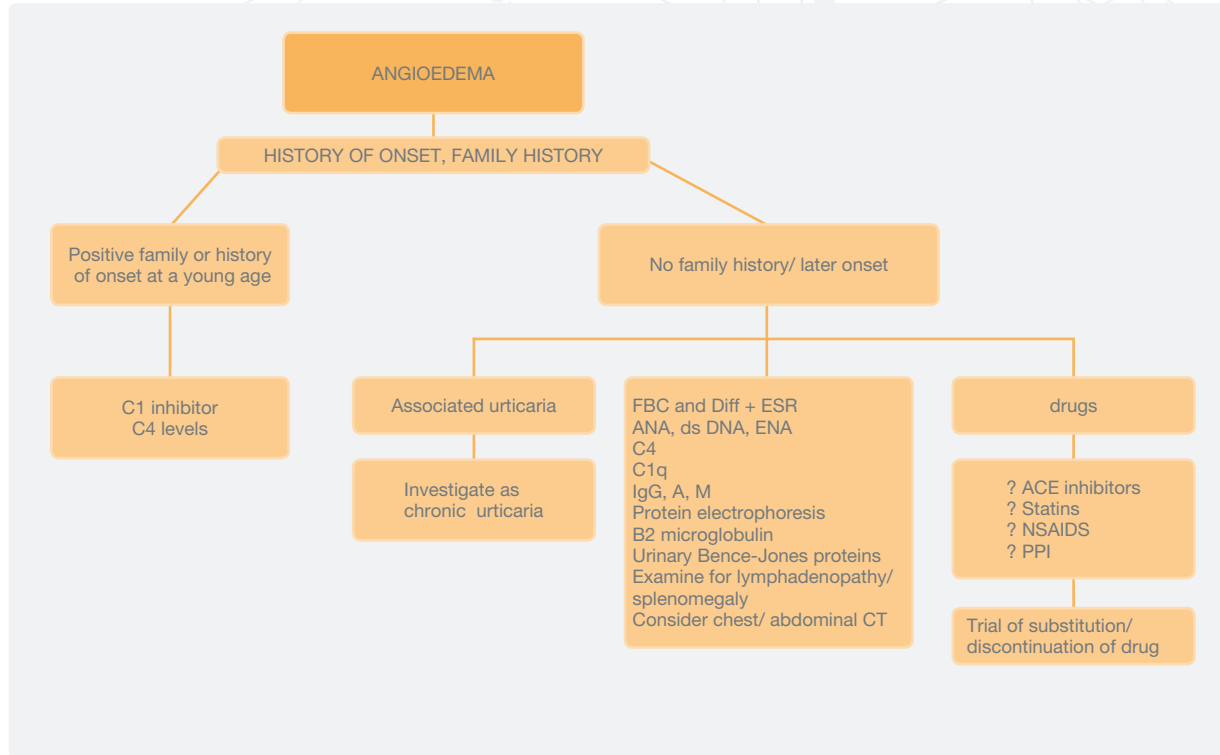 ANGIOEDEMA
HISTORY OF ONSET, FAMILY HISTORY
Positive family or history
of onset at a young age
No family history/ later onset
C1 inhibitor
C4 levels
Associated urticaria
Investigate as
chronic urticaria
FBC and Diff + ESR
ANA, ds DNA, ENA
C4
C1q
IgG, A, M
Protein electrophoresis
B2 microglobulin
Urinary Bence-Jones proteins
Examine for lymphadenopathy/
splenomegaly
Consider chest/ abdominal CT
drugs
? ACE inhibitors
? Statins
? NSAIDS
? PPI
Trial of substitution/
discontinuation of drug